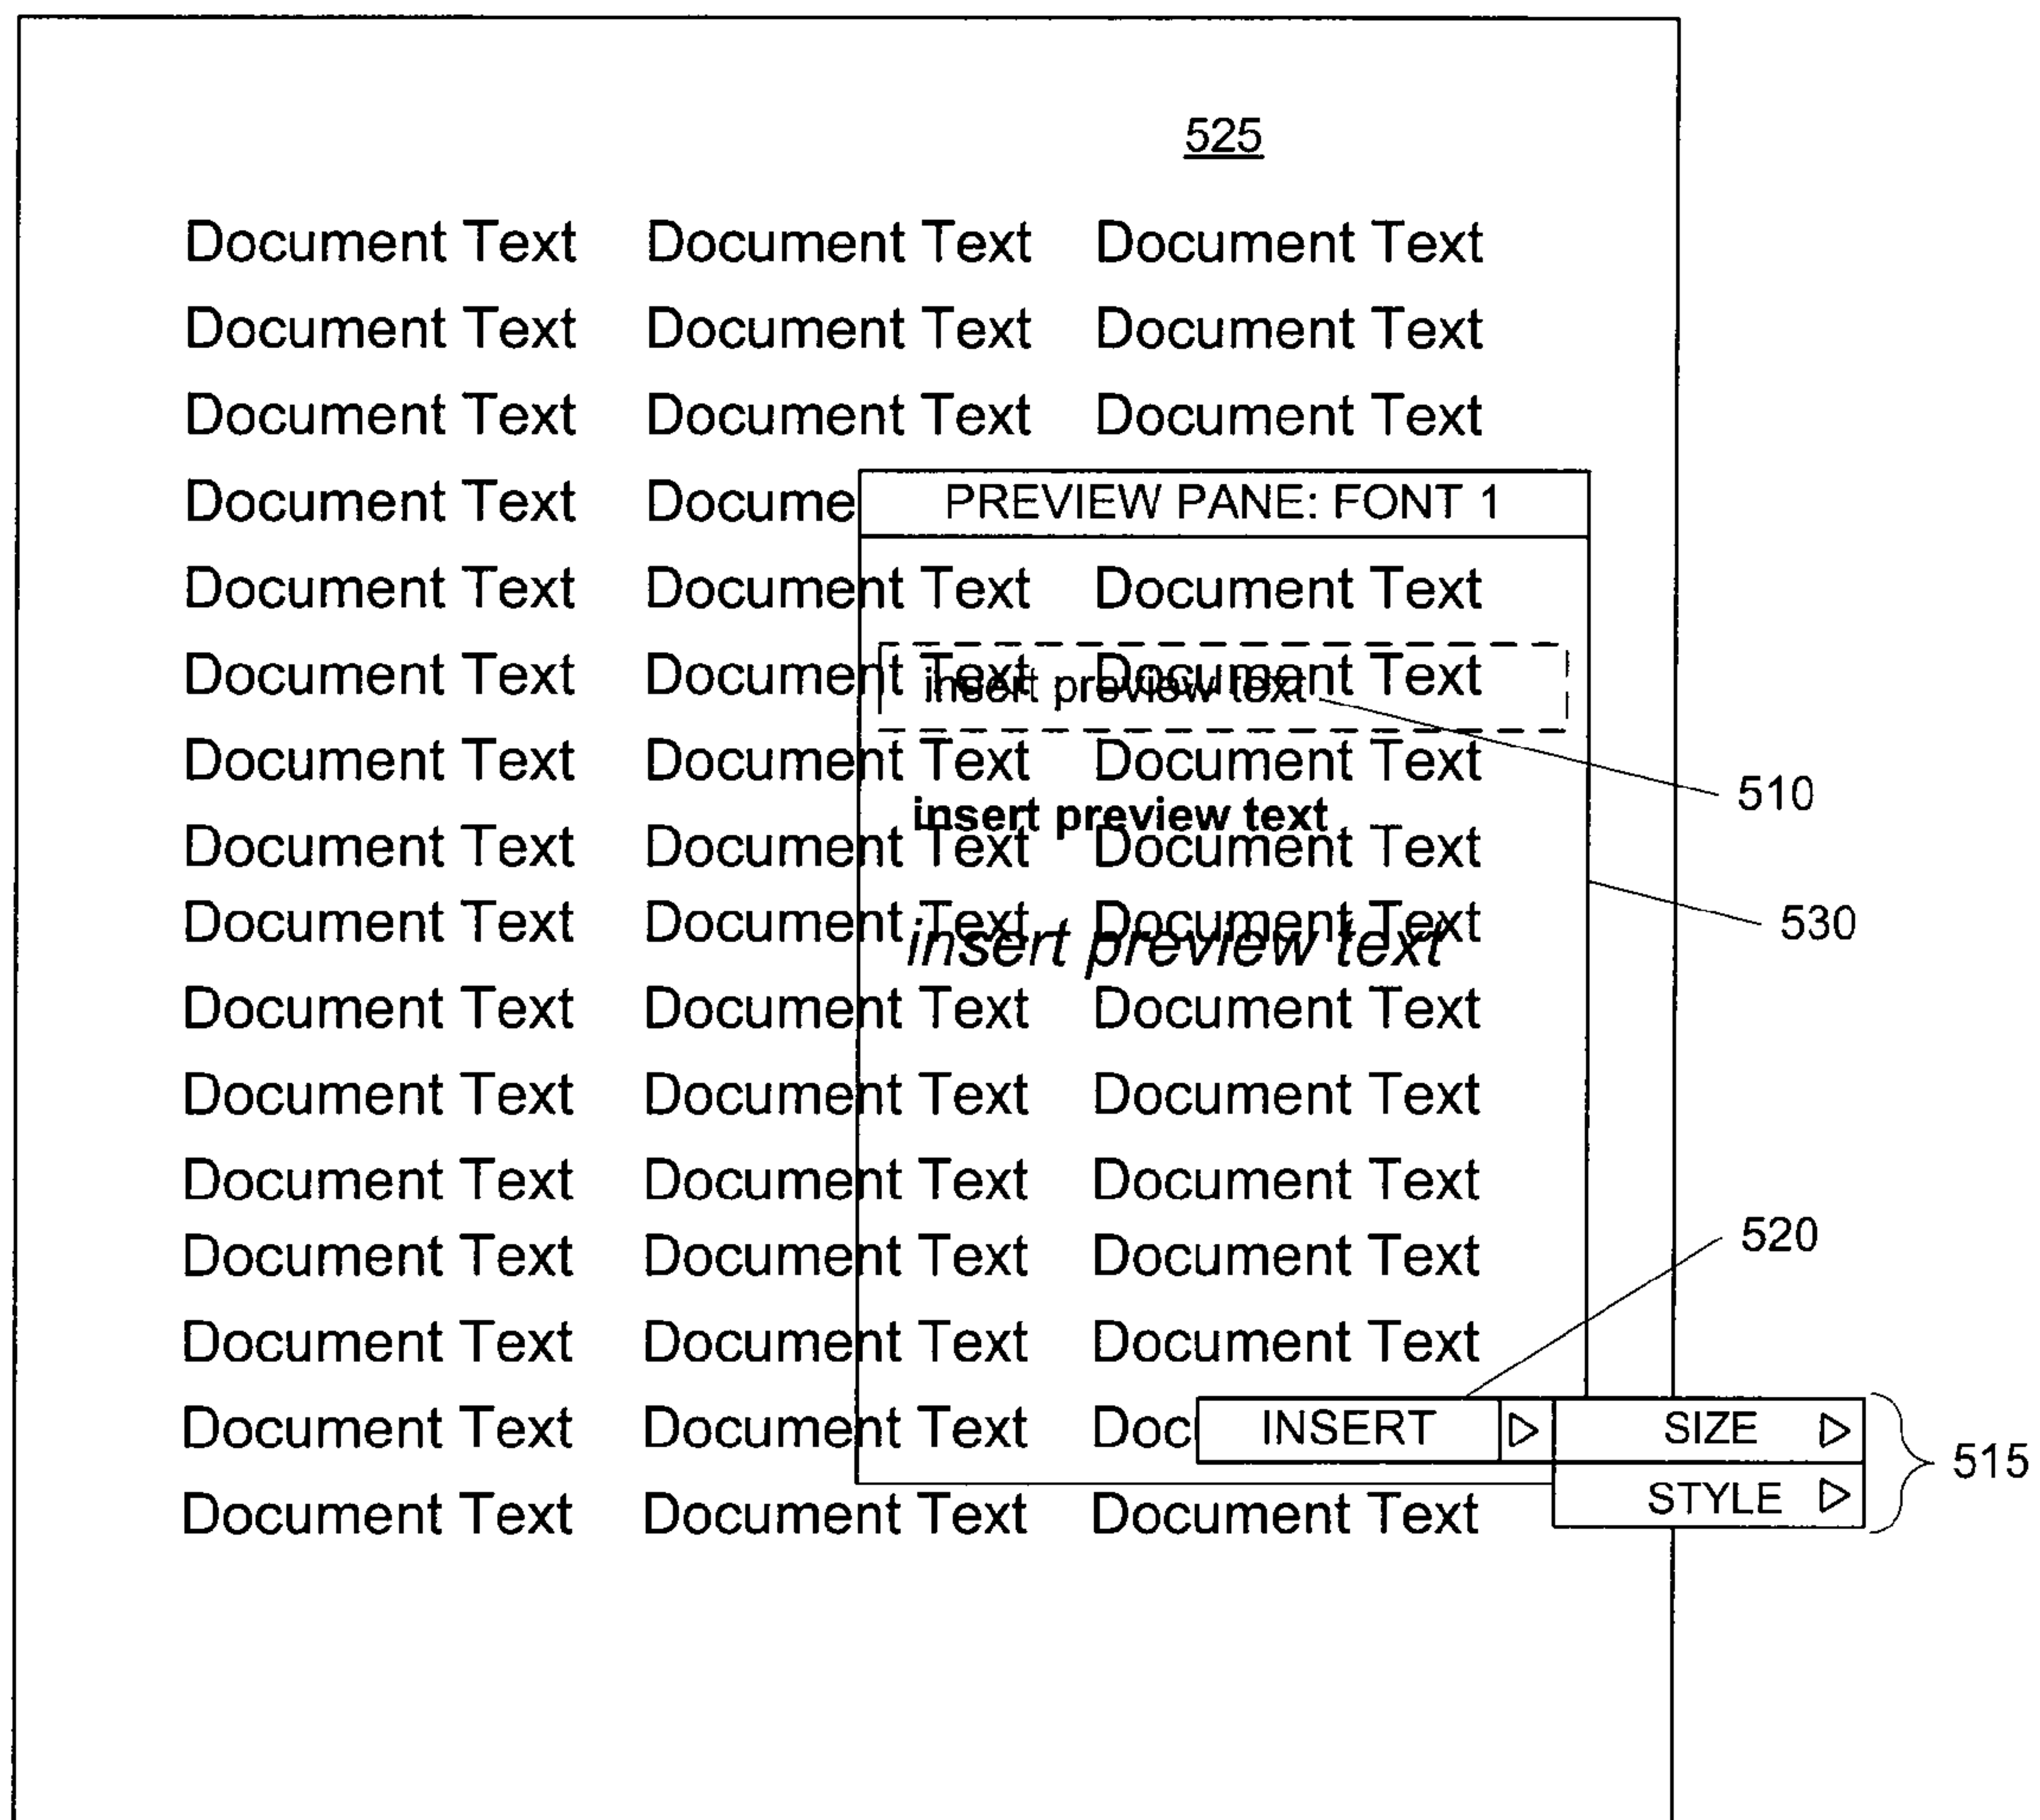 525
Document Text Document Text Document Text
Document Text Document Text Document Text
Document Text Document Text Document Text
Document Text Docume PREVIEW PANE: FONT 1
Document Text Document Text Document Text
Document Text Document Text Document Text
insert preview text
Document Text Document Text Document Text
510
insert preview text
Document Text Document Text Document Text
Document Text Document Text Document Text
530
insert preview text
Document Text Document Text Document Text
Document Text Document Text Document Text
Document Text Document Text Document Text
520
Document Text Document Text Document Text
Document Text Document Text Document Text
Document Text Document Text Doc INSERT SIZE
515
STYLE
Document Text Document Text Document Text